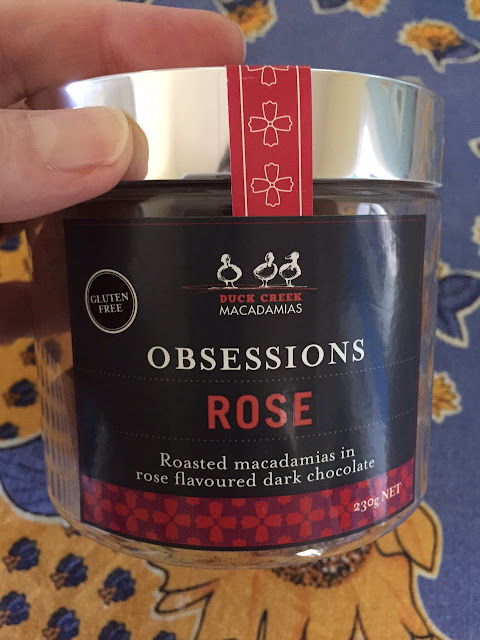 DUCK CREEK
MACADAMIAS
GLUTEN
FREE
OBSESSIONS
ROSE
Roasted macadamias in
rose flavoured dark chocolate
230g NET